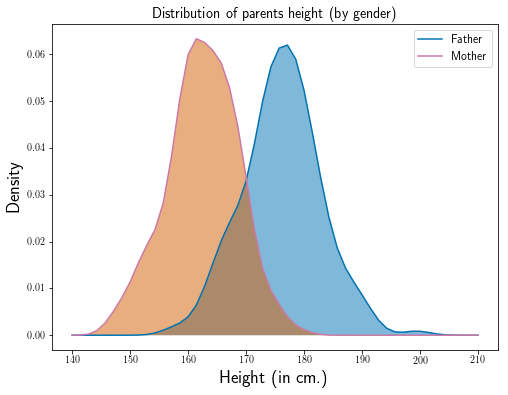 Distribution of parents height (by gender)
Father
Mother
0.06
0.05
0.04
0.03
0.02
0.01
0.00
Density
140 150 160 170 180 190 200 210
Height (in cm.)